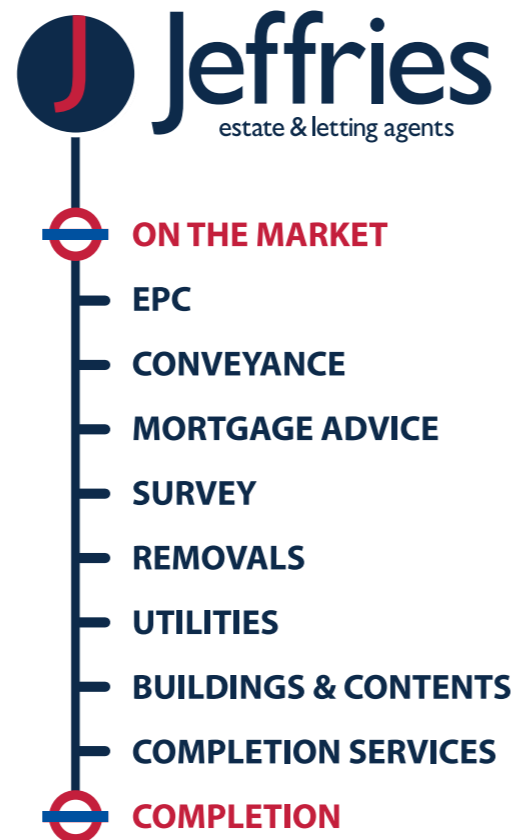 J Jeffries
estate & letting agents
ON THE MARKET
EPC
CONVEYANCE
MORTGAGE ADVICE
SURVEY
REMOVALS
UTILITIES
BUILDINGS & CONTENTS
COMPLETION SERVICES
COMPLETION